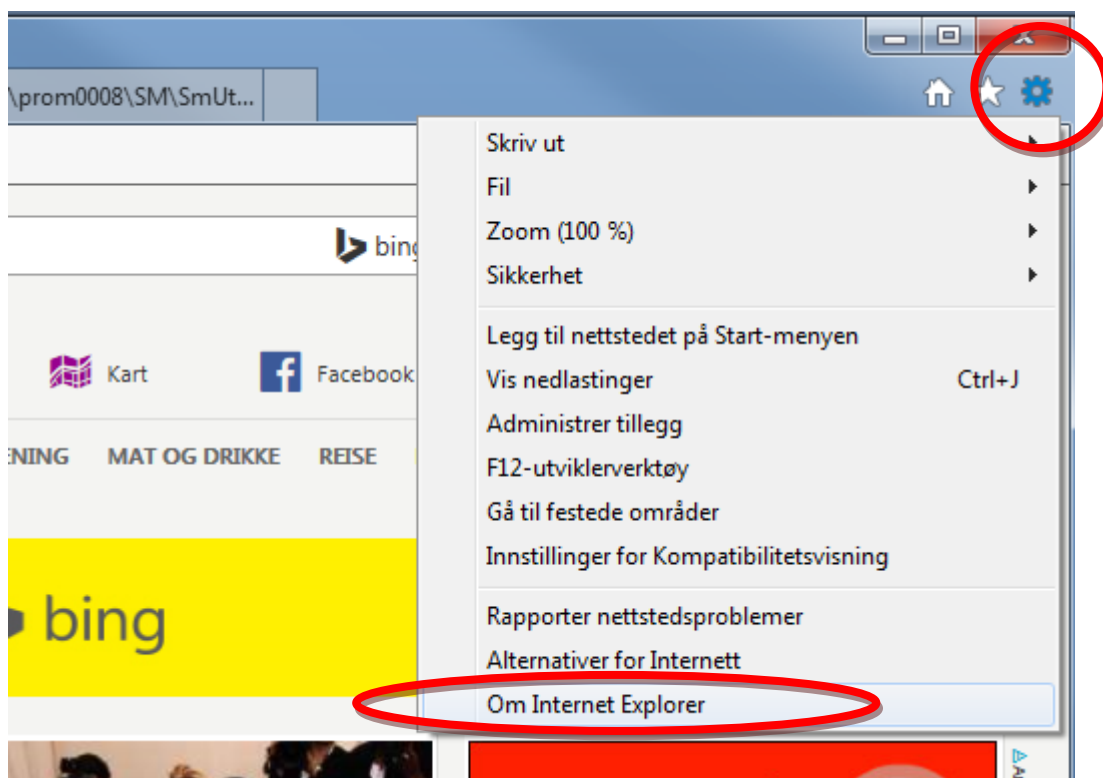 \prom0008\SM\SmUt...
Skriv ut
Fil
Zoom (100 %)
bing
Sikkerhet
Legg til nettstedet på Start-menyen
Kart
Facebook
Vis nedlastinger Ctrl+J
Administrer tillegg
ENING MAT OG DRIKKE REISE
F12-utviklerverktøy
Gå til festede områder
Innstillinger for Kompatibilitetsvisning
bing
Rapporter nettstedsproblemer
Alternativer for Internett
Om Internet Explorer